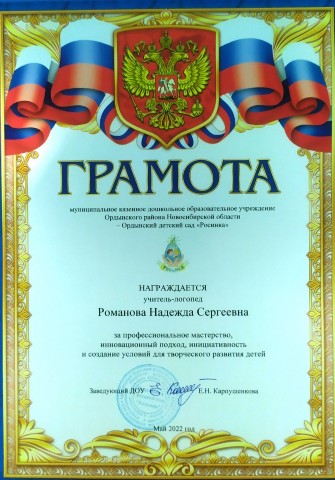 ГРАМОТА
муниципальное казенное дошкольное образовательное учреждение
Ордынского района Новосибирской области
– Ордынский детский сад «Росинка»
НАГРАЖДАЕТСЯ
учитель-логопед
Романова Надежда Сергеевна
за профессиональное мастерство,
инновационный подход, инициативность
и создание условий для творческого развития детей
Заведующий ДОУ Е.Н. Карпушенкова
Май 2022 год